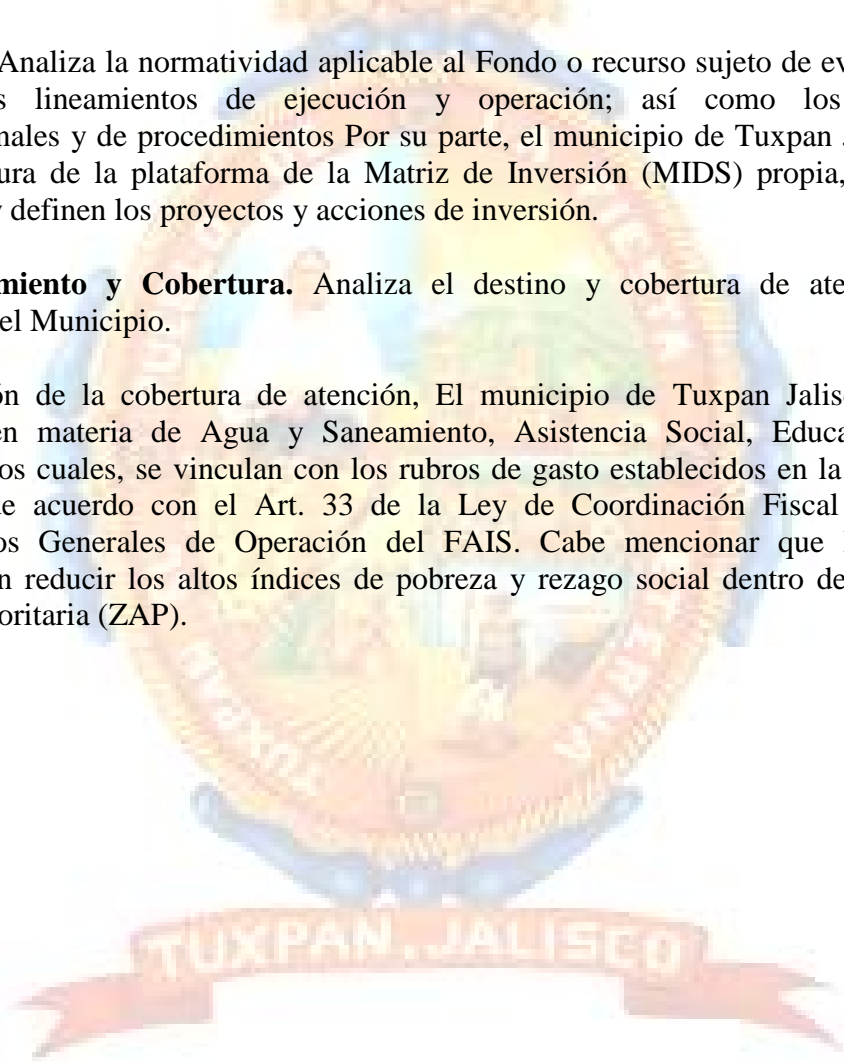 Analiza la normatividad aplicable al Fondo o recurso sujeto de ev
s lineamientos de ejecución y operación; así como los
nales y de procedimientos Por su parte, el municipio de Tuxpan
ura de la plataforma de la Matriz de Inversión (MIDS) propia,
y definen los proyectos y acciones de inversión.
miento y Cobertura. Analiza el destino y cobertura de ate
el Municipio.
ón de la cobertura de atención, El municipio de Tuxpan Jalisc
en materia de Agua y Saneamiento, Asistencia Social, Educa
os cuales, se vinculan con los rubros de gasto establecidos en la
de acuerdo con el Art. 33 de la Ley de Coordinación Fiscal
os Generales de Operación del FAIS. Cabe mencionar que
n reducir los altos índices de pobreza y rezago social dentro de
oritaria (ZAP).
TUXPAN
TUXPAN, JALISCO